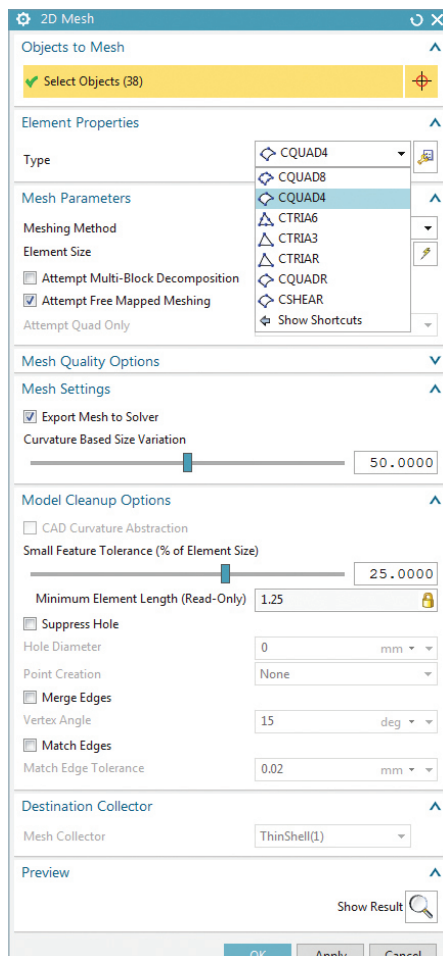 2D Mesh
Objects to Mesh
Select Objects (38)
Element Properties
Type
CQUAD4
CQUAD8
CQUAD4
CTRIA6
CTRIA3
CTRIAR
CQUADR
CSHEAR
Show Shortcuts
Mesh Parameters
Meshing Method
Element Size
Attempt Multi-Block Decomposition
Attempt Free Mapped Meshing
Attempt Quad Only
Mesh Quality Options
Mesh Settings
Export Mesh to Solver
Curvature Based Size Variation
50.0000
Model Cleanup Options
CAD Curvature Abstraction
Small Feature Tolerance (% of Element Size)
25.0000
Minimum Element Length (Read-Only) 1.25
Suppress Hole
Hole Diameter 0 mm
Point Creation None
Merge Edges
Vertex Angle 15 deg
Match Edges
Match Edge Tolerance 0.02 mm
Destination Collector
Mesh Collector ThinShell(1)
Preview
Show Result
OK Apply Cancel